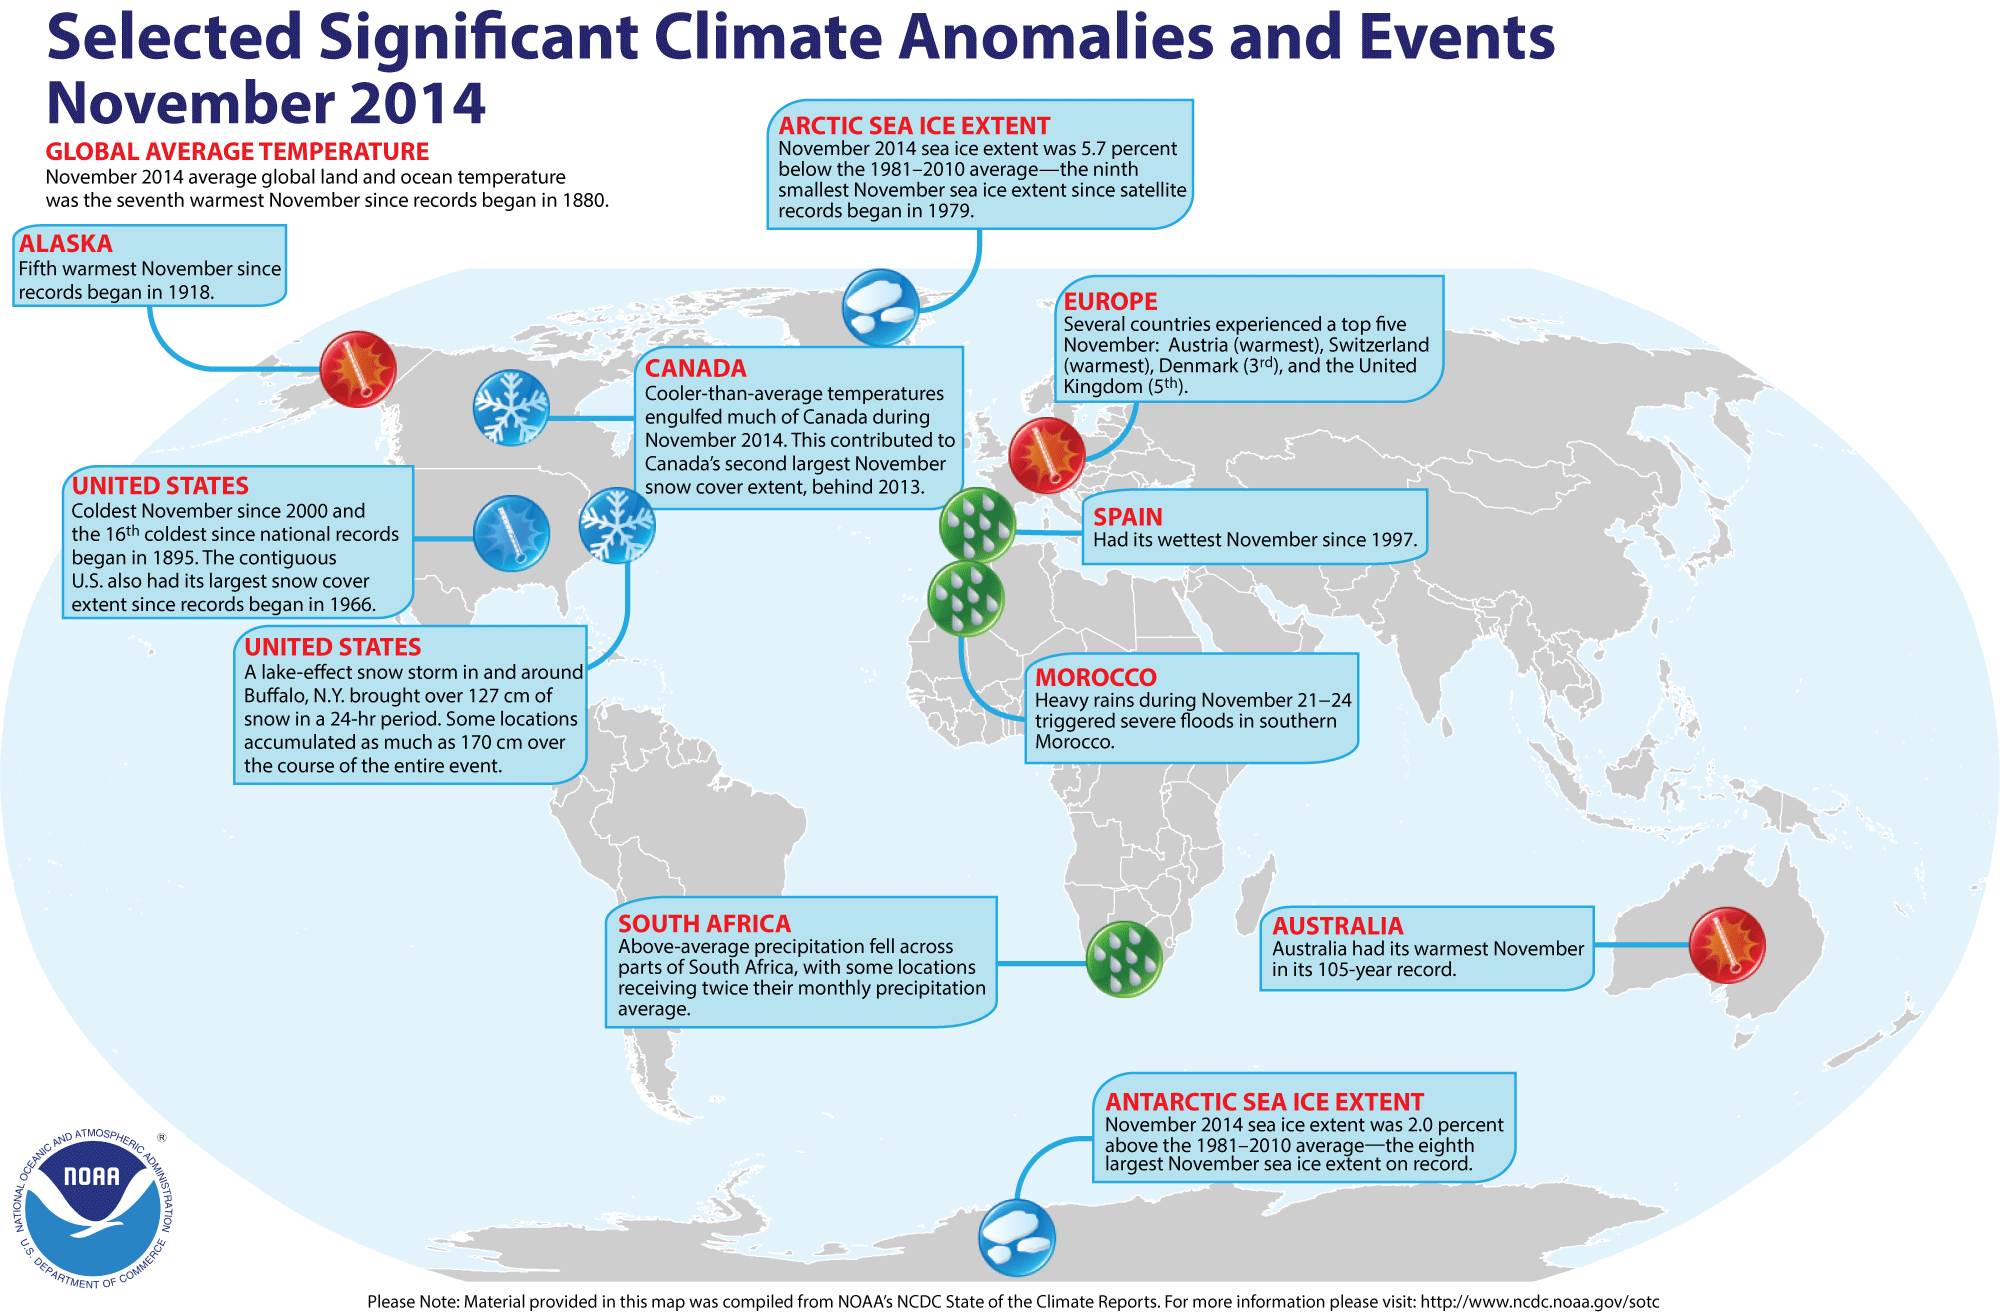 Selected Significant Climate Anomalies and Events
November 2014
GLOBAL AVERAGE TEMPERATURE
November 2014 average global land and ocean temperature
was the seventh warmest November since records began in 1880.
ARCTIC SEA ICE EXTENT
November 2014 sea ice extent was 5.7 percent
below the 1981–2010 average—the ninth
smallest November sea ice extent since satellite
records began in 1979.
ALASKA
Fifth warmest November since
records began in 1918.
EUROPE
Several countries experienced a top five
November:  Austria (warmest), Switzerland
(warmest), Denmark (3rd), and the United
Kingdom (5th).
CANADA
Cooler-than-average temperatures
engulfed much of Canada during
November 2014. This contributed to
Canada's second largest November
snow cover extent, behind 2013.
UNITED STATES
Coldest November since 2000 and
the 16th coldest since national records
began in 1895. The contiguous
U.S. also had its largest snow cover
extent since records began in 1966.
SPAIN
Had its wettest November since 1997.
UNITED STATES
A lake-effect snow storm in and around
Buffalo, N.Y. brought over 127 cm of
snow in a 24-hr period. Some locations
accumulated as much as 170 cm over
the course of the entire event.
MOROCCO
Heavy rains during November 21–24
triggered severe floods in southern
Morocco.
SOUTH AFRICA
Above-average precipitation fell across
parts of South Africa, with some locations
receiving twice their monthly precipitation
average.
AUSTRALIA
Australia had its warmest November
in its 105-year record.
ANTARCTIC SEA ICE EXTENT
November 2014 sea ice extent was 2.0 percent
above the 1981–2010 average—the eighth
largest November sea ice extent on record.
NATIONAL OCEANIC AND ATMOSPHERIC ADMINISTRATION
®
NOAA
U.S. DEPARTMENT OF COMMERCE
Please Note: Material provided in this map was compiled from NOAA's NCDC State of the Climate Reports. For more information please visit: http://www.ncdc.noaa.gov/sotc